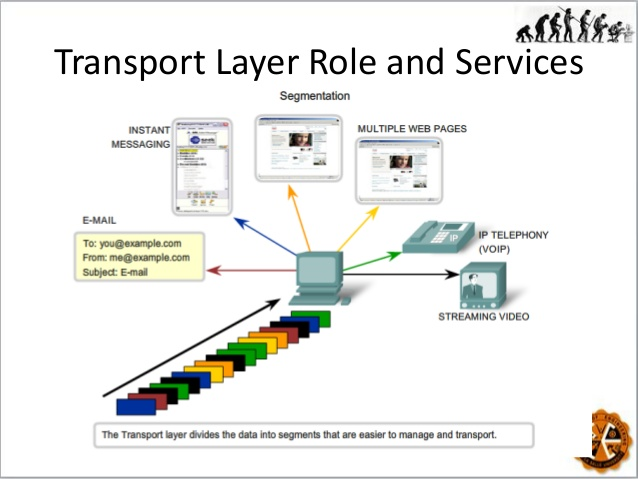 Transport Layer Role and Services
Segmentation
INSTANT
MESSAGING
MULTIPLE WEB PAGES
E-MAIL
To: you@example.com
From: me@example.com
Subject: E-mail
IP
IP TELEPHONY
(VOIP)
STREAMING VIDEO
The Transport layer divides the data into segments that are easier to manage and transport.